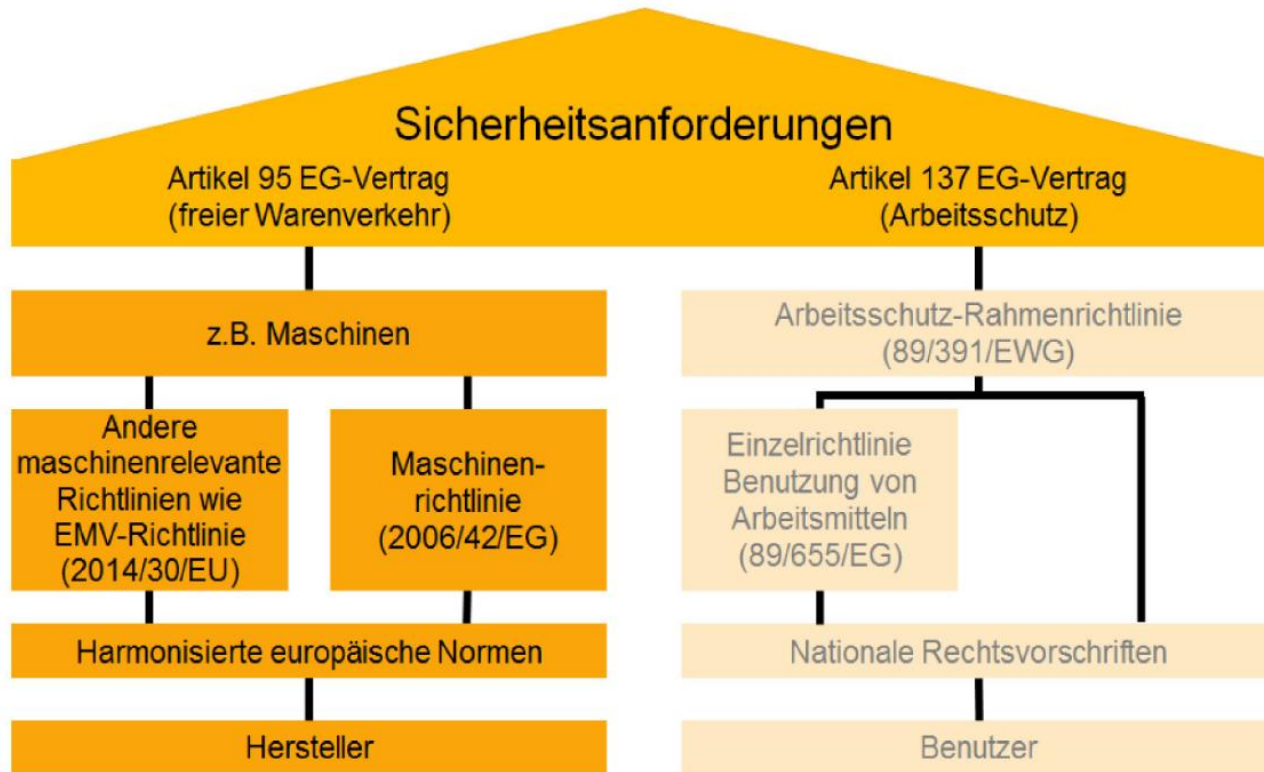 Sicherheitsanforderungen
Artikel 95 EG-Vertrag
(freier Warenverkehr)
Artikel 137 EG-Vertrag
(Arbeitsschutz)
z.B. Maschinen
Arbeitsschutz-Rahmenrichtlinie
(89/391/EWG)
Andere
maschinenrelevante
Richtlinien wie
EMV-Richtlinie
(2014/30/EU)
Maschinen-
richtlinie
(2006/42/EG)
Einzelrichtlinie
Benutzung von
Arbeitsmitteln
(89/655/EG)
Harmonisierte europäische Normen
Nationale Rechtsvorschriften
Hersteller
Benutzer